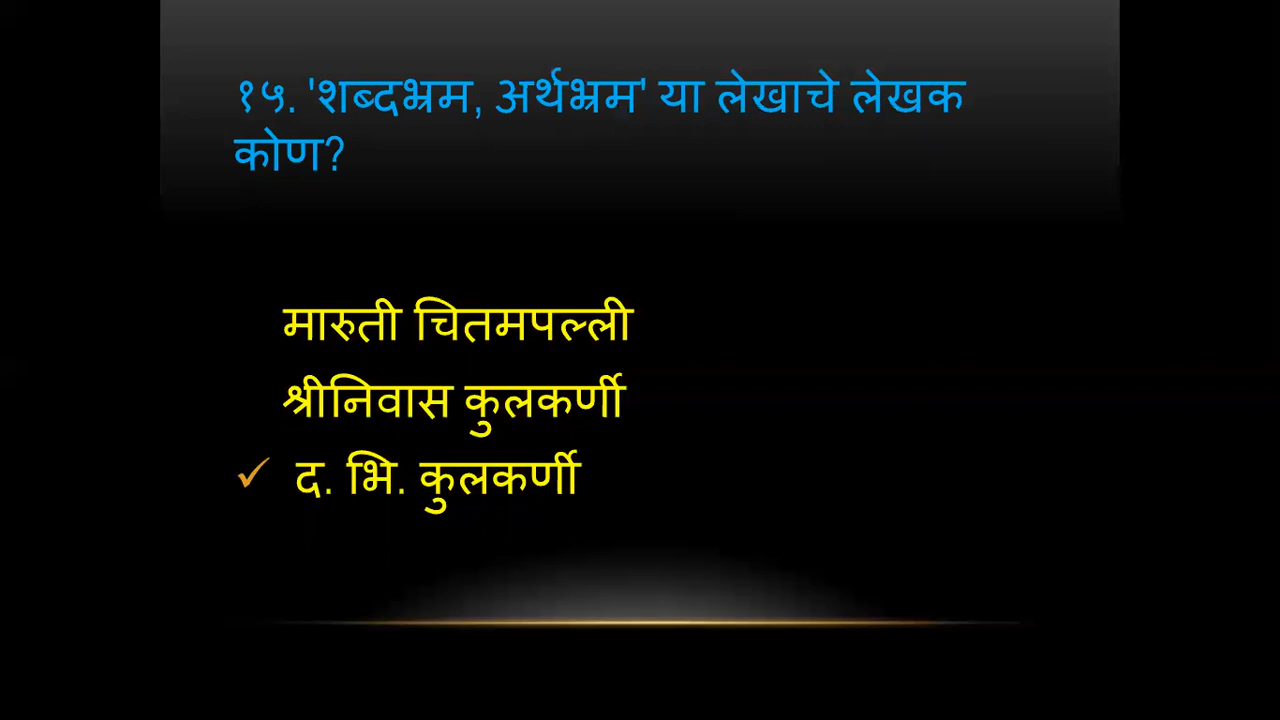 १५. 'शब्दभ्रम, अर्थभ्रम' या लेखाचे लेखक
कोण?
मारुती चितमपल्ली
श्रीनिवास कुलकर्णी
✓ द. भि. कुलकर्णी